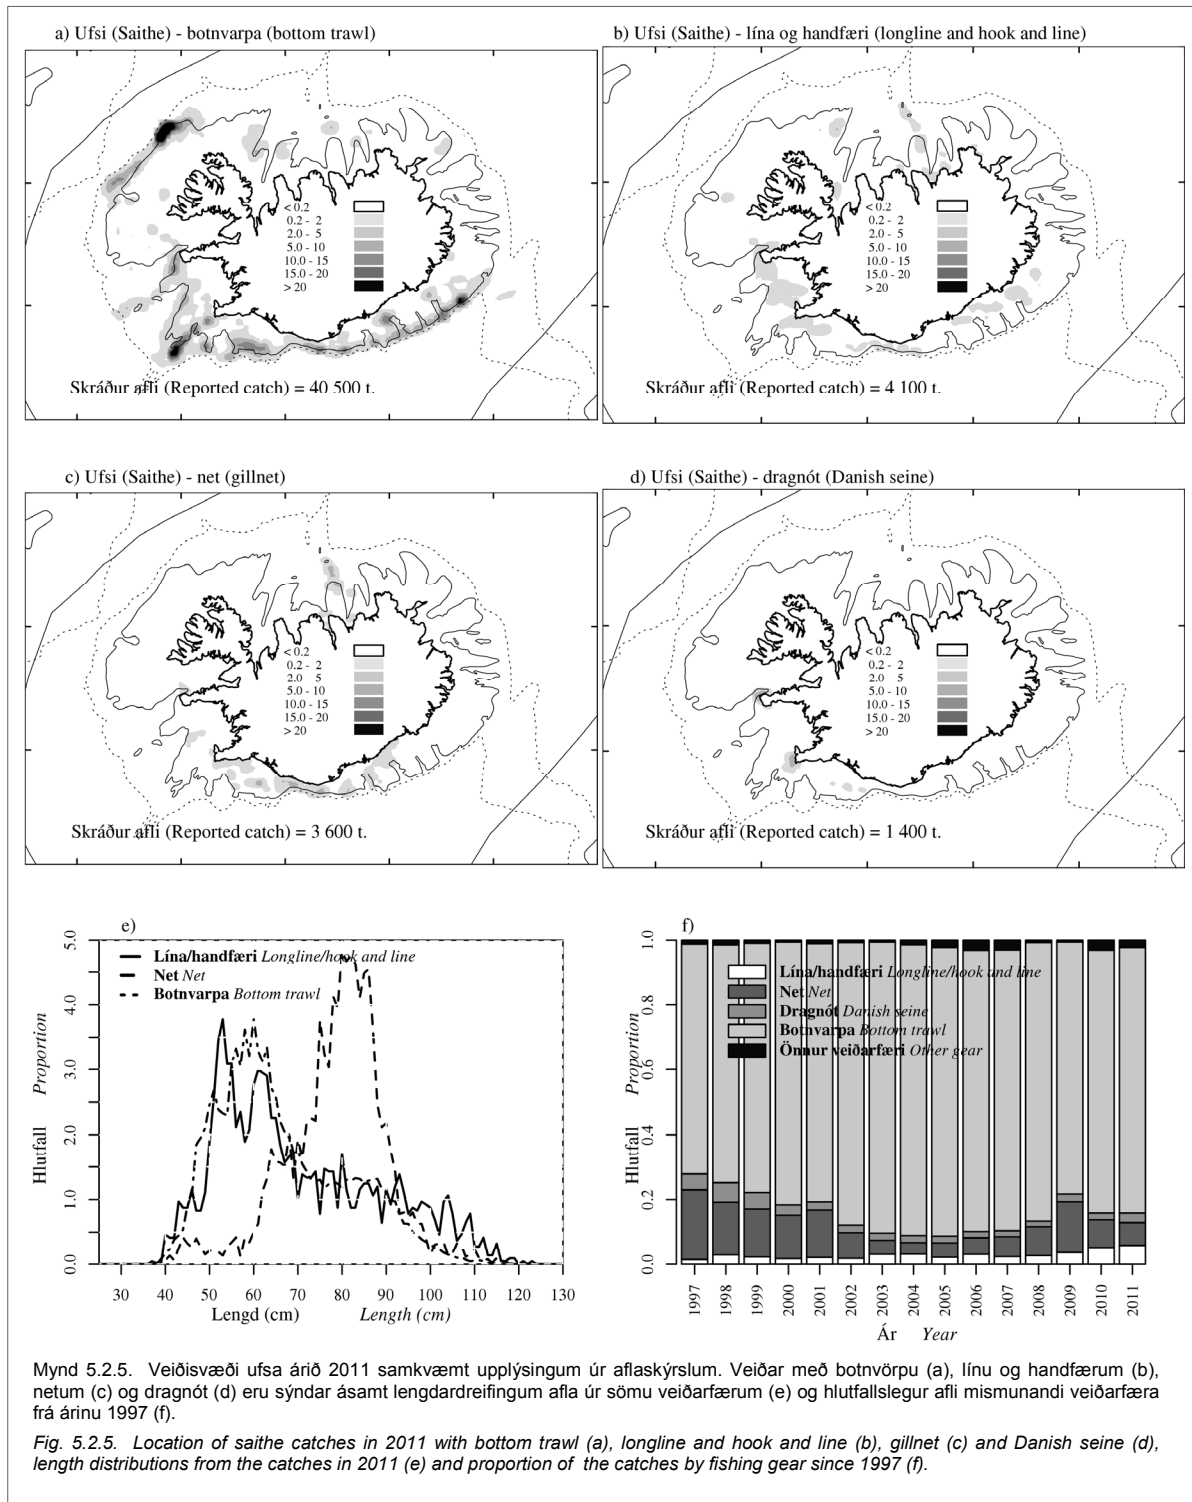 a) Ufsi (Saithe) - botnvarpa (bottom trawl)
< 0.2
0.2 - 2
2.0 - 5
5.0 - 10
10.0 - 15
15.0 - 20
> 20
Skráður afli (Reported catch) = 40 500 t.
b) Ufsi (Saithe) - lína og handfæri (longline and hook and line)
< 0.2
0.2 - 2
2.0 - 5
5.0 - 10
10.0 - 15
15.0 - 20
> 20
Skráður afli (Reported catch) = 4 100 t.
c) Ufsi (Saithe) - net (gillnet)
< 0.2
0.2 - 2
2.0 5
5.0 - 10
10.0 - 15
15.0 - 20
> 20
Skráður afli (Reported catch) = 3 600 t.
d) Ufsi (Saithe) - dragnót (Danish seine)
< 0.2
0.2 - 2
2.0 - 5
5.0 - 10
10.0 - 15
15.0 - 20
> 20
Skráður afli (Reported catch) = 1 400 t.
e)
Lína/handfæri Longline/hook and line
Net Net
Botnvarpa Bottom trawl
Hlutfall Proportion
0.0 1.0 2.0 3.0 4.0 5.0
30 40 50 60 70 80 90 100 110 120 130
Lengd (cm) Length (cm)
f)
Lína/handfæri Longline/hook and line
Net Net
Dragnót Danish seine
Botnvarpa Bottom trawl
Önnur veiðarfæri Other gear
Hlutfall Proportion
0.0 0.2 0.4 0.6 0.8 1.0
1997 1998 1999 2000 2001 2002 2003 2004 2005 2006 2007 2008 2009 2010 2011
Ár Year
Mynd 5.2.5. Veiðisvæði ufsa árið 2011 samkvæmt upplýsingum úr aflaskýrslum. Veiðar með botnvörpu (a), línu og handfærum (b),
netum (c) og dragnót (d) eru sýndar ásamt lengdardreifingum afla úr sömu veiðarfærum (e) og hlutfallslegur afli mismunandi veiðarfæra
frá árinu 1997 (f).
Fig. 5.2.5. Location of saithe catches in 2011 with bottom trawl (a), longline and hook and line (b), gillnet (c) and Danish seine (d),
length distributions from the catches in 2011 (e) and proportion of the catches by fishing gear since 1997 (f).